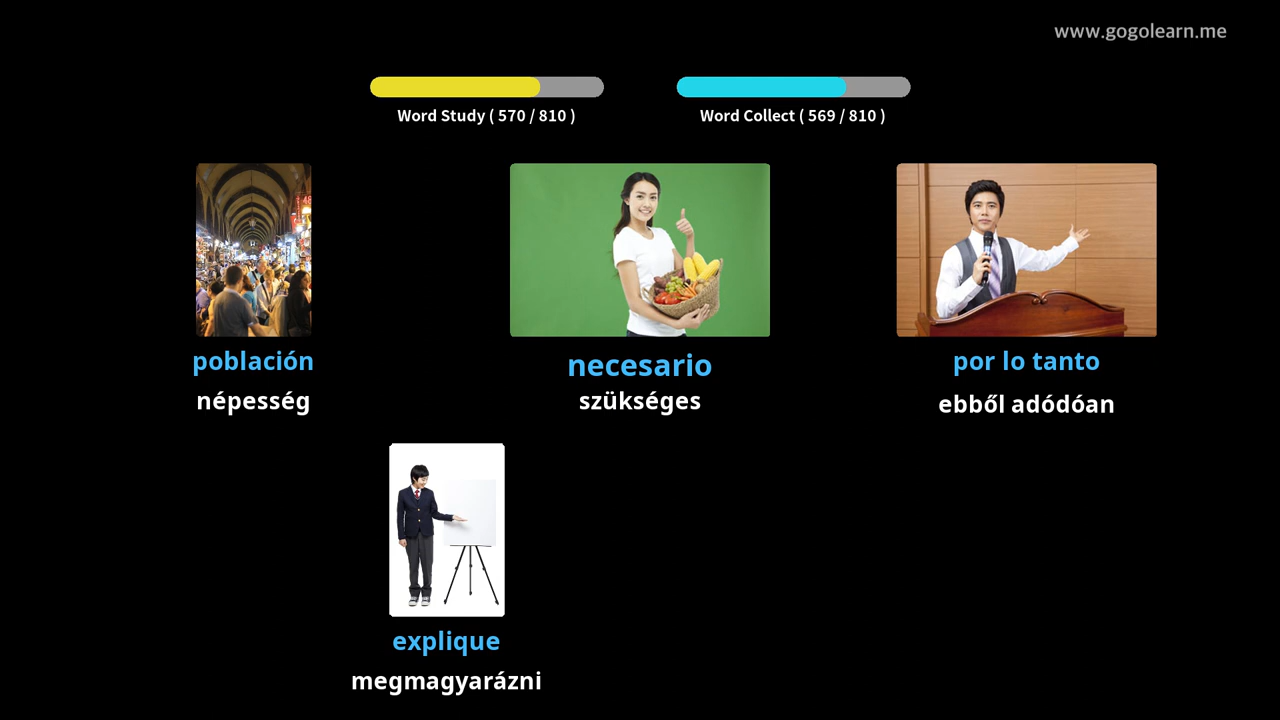 www.gogolearn.me
Word Study ( 570 / 810 )
Word Collect ( 569 / 810 )
población
népesség
necesario
szükséges
por lo tanto
ebből adódóan
explique
megmagyarázni